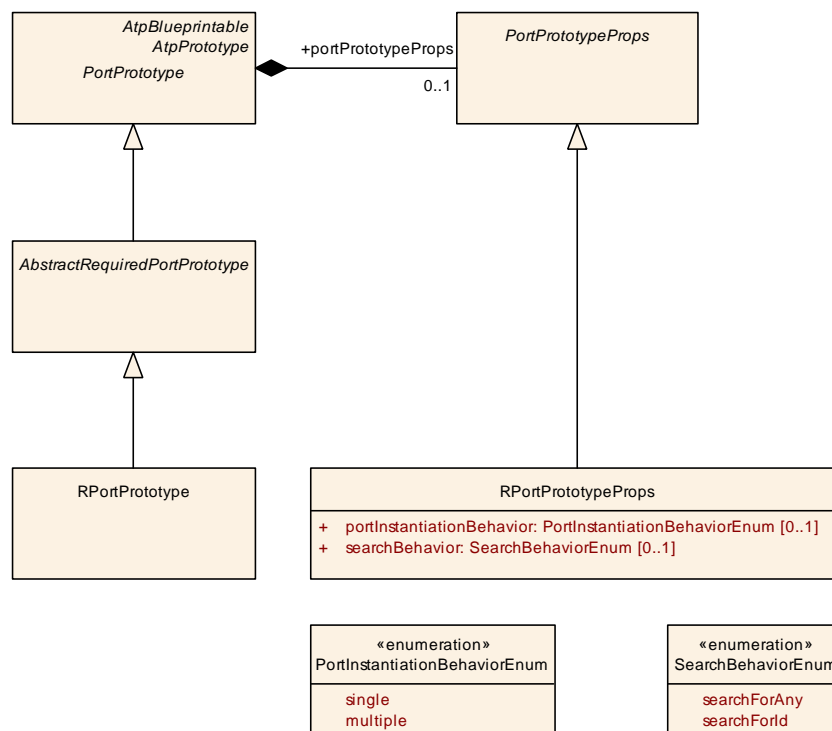 AtpBlueprintable
AtpPrototype
PortPrototype
+portPrototypeProps
0..1
PortPrototypeProps
AbstractRequiredPortPrototype
RPortPrototype
RPortPrototypeProps
+ portInstantiationBehavior: PortInstantiationBehaviorEnum [0..1]
+ searchBehavior: SearchBehaviorEnum [0..1]
«enumeration»
PortInstantiationBehaviorEnum
single
multiple
«enumeration»
SearchBehaviorEnum
searchForAny
searchForId